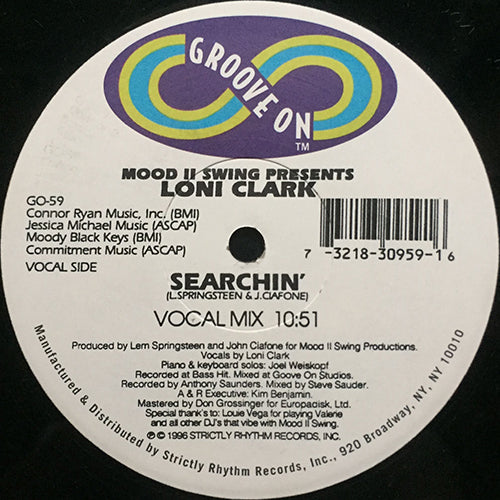 GROOVE ON
TM
MOOD II SWING PRESENTS
LONI CLARK
GO-59
Connor Ryan Music, Inc. (BMI)
Jessica Michael Music (ASCAP)
Moody Black Keys (BMI)
Commitment Music (ASCAP)
VOCAL SIDE
7 -3218-30959-1 6
SEARCHIN'
(L.SPRINGSTEEN & J.CIAFONE)
VOCAL MIX 10:51
Produced by Lem Springsteen and John Ciafone for Mood II Swing Productions.
Vocals by Loni Clark
Piano & keyboard solos: Joel Weiskopf
Recorded at Bass Hit. Mixed at Goove On Studios.
Recorded by Anthony Saunders. Mixed by Steve Sauder.
A & R Executive: Kim Benjamin.
Mastered by Don Grossinger for Europadisk, Ltd.
Special thank's to: Louie Vega for playing Valerie
and all other DJ's that vibe with Mood II Swing.
℗ © 1996 STRICTLY RHYTHM RECORDS, INC.
Manufactured & Distributed by Strictly Rhythm Records, Inc., 920 Broadway, NY, NY 10010